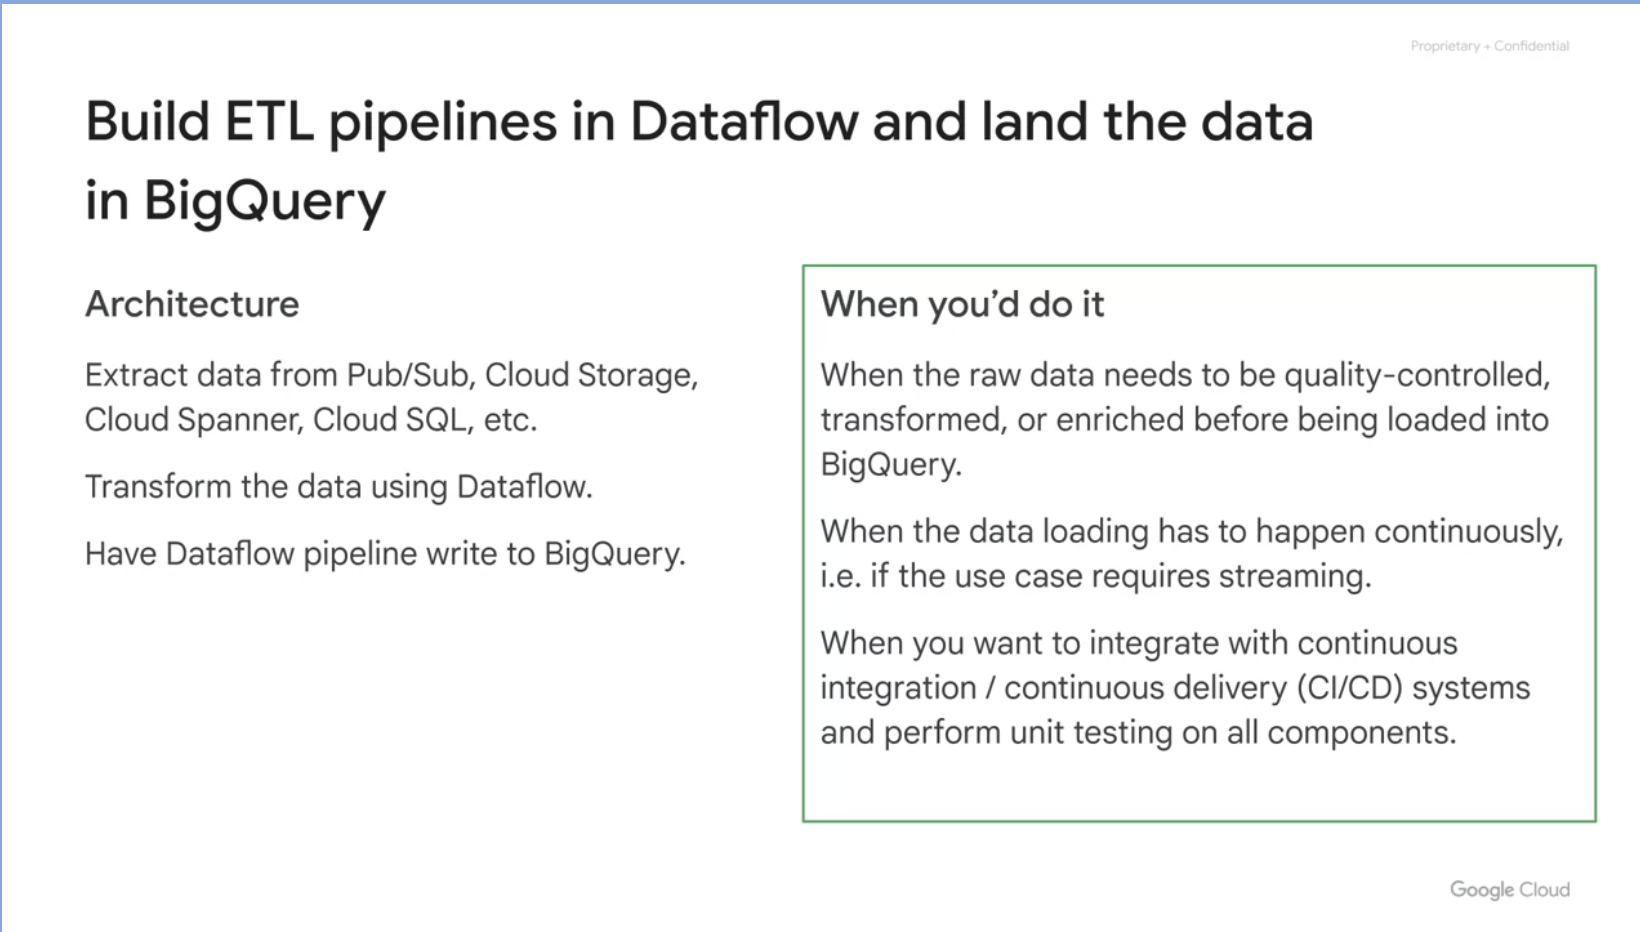 Proprietary + Confidential
Build ETL pipelines in Dataflow and land the data
in BigQuery
Architecture
Extract data from Pub/Sub, Cloud Storage,
Cloud Spanner, Cloud SQL, etc.
Transform the data using Dataflow.
Have Dataflow pipeline write to BigQuery.
When you’d do it
When the raw data needs to be quality-controlled,
transformed, or enriched before being loaded into
BigQuery.
When the data loading has to happen continuously,
i.e. if the use case requires streaming.
When you want to integrate with continuous
integration / continuous delivery (CI/CD) systems
and perform unit testing on all components.
Google Cloud